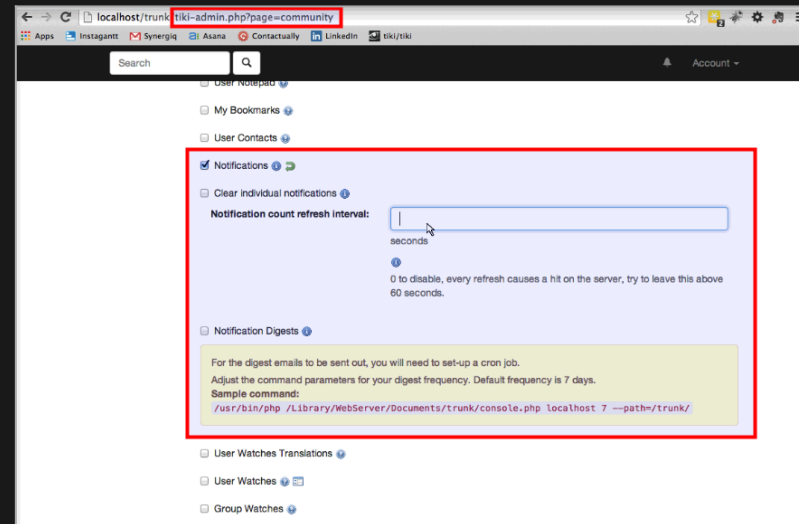 localhost/trunk/tiki-admin.php?page=community
Apps Instagantt Synergiq Asana Contactually LinkedIn tiki/tiki
Search Account
User Notepad
My Bookmarks
User Contacts
Notifications
Clear individual notifications
Notification count refresh interval:
seconds
0 to disable, every refresh causes a hit on the server, try to leave this above
60 seconds.
Notification Digests
For the digest emails to be sent out, you will need to set-up a cron job.
Adjust the command parameters for your digest frequency. Default frequency is 7 days.
Sample command:
/usr/bin/php /Library/WebServer/Documents/trunk/console.php localhost 7 --path=/trunk/
User Watches Translations
User Watches
Group Watches